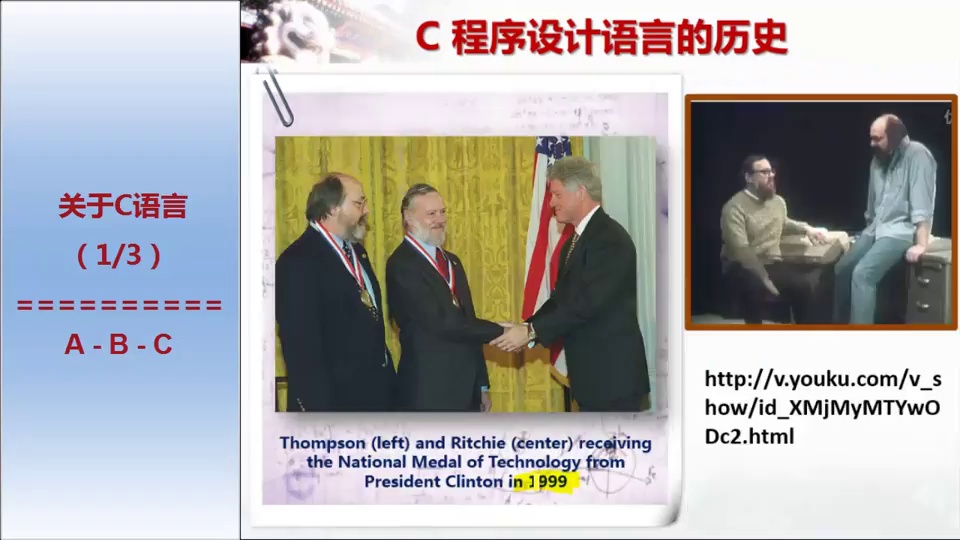 C 程序设计语言的历史
关于C语言
（1/3）
==========
A - B - C
Thompson (left) and Ritchie (center) receiving
the National Medal of Technology from
President Clinton in 1999
http://v.youku.com/v_s
how/id_XMjMyMTYwO
Dc2.html